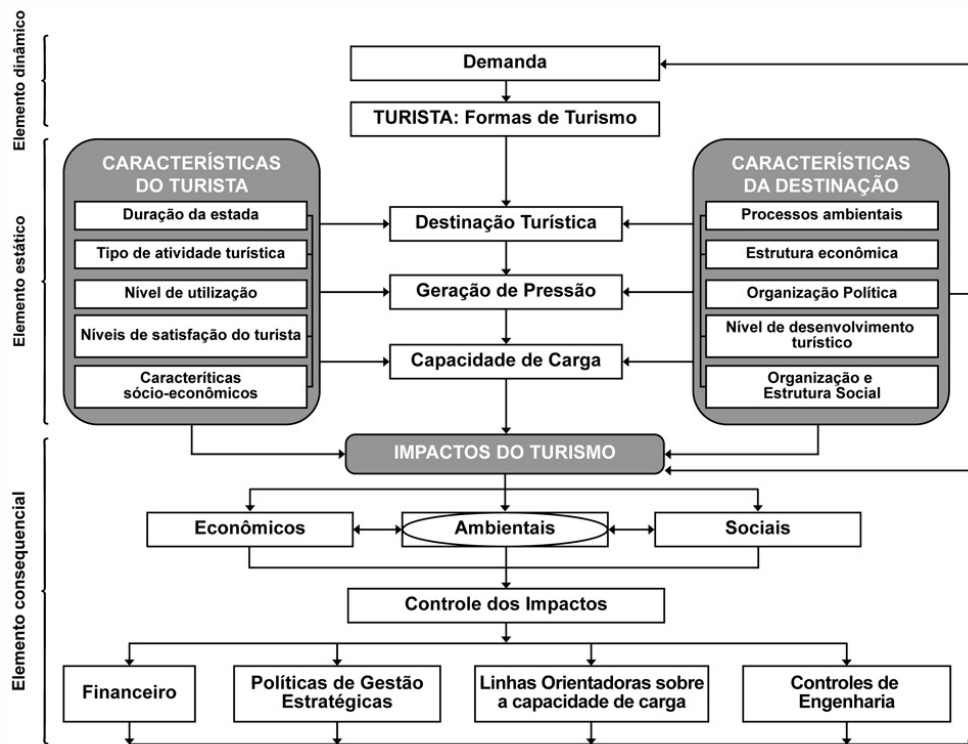 Elemento dinâmico
Demanda
TURISTA: Formas de Turismo
Elemento estático
CARACTERÍSTICAS
DO TURISTA
Duração da estada
Tipo de atividade turística
Nível de utilização
Níveis de satisfação do turista
Caracteríticas
sócio-econômicos
Destinação Turística
Geração de Pressão
Capacidade de Carga
CARACTERÍSTICAS
DA DESTINAÇÃO
Processos ambientais
Estrutura econômica
Organização Política
Nível de desenvolvimento
turístico
Organização e
Estrutura Social
Elemento consequencial
IMPACTOS DO TURISMO
Econômicos
Ambientais
Sociais
Controle dos Impactos
Financeiro
Políticas de Gestão
Estratégicas
Linhas Orientadoras sobre
a capacidade de carga
Controles de
Engenharia